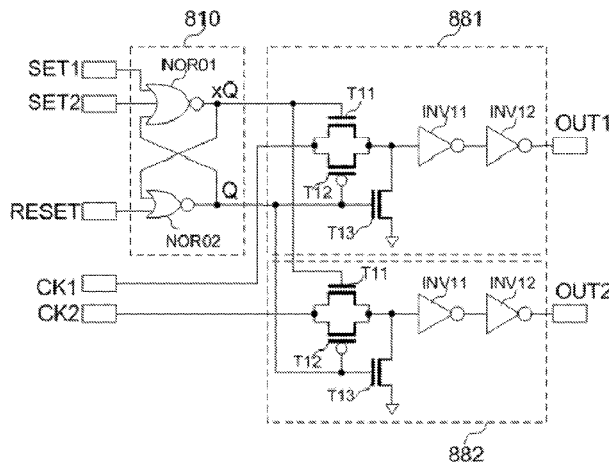 810
881
SET1
NOR01
SET2
xQ
T11
INV11
INV12
OUT1
Q
T12
RESET
NOR02
T13
CK1
T11
INV11
INV12
OUT2
CK2
T12
T13
882